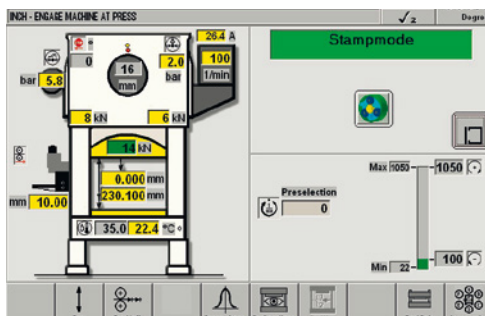 INCH - ENGAGE MACHINE AT PRESS
√ 2
Degre
26.4 A
0
16
mm
2.0
bar
100
1/min
bar 5.8
8 kN
6 kN
14 kN
0.000 mm
230.100 mm
mm 10.00
35.0 22.4 °C
Stampmode
Max 1050
1050
Preselection
0
Min 22
100